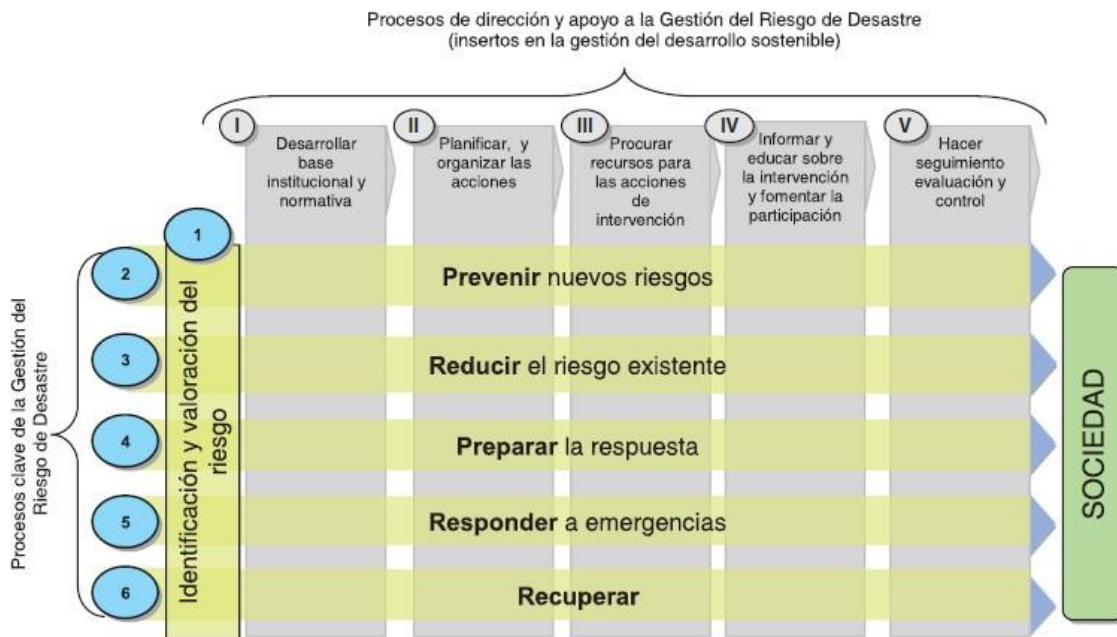 Procesos de dirección y apoyo a la Gestión del Riesgo de Desastre
(insertos en la gestión del desarrollo sostenible)
I
Desarrollar
base
institucional y
normativa
II
Planificar,  y
organizar las
acciones
III
Procurar
recursos para
las acciones
de
intervención
IV
Informar y
educar sobre
la intervención
y fomentar la
participación
V
Hacer
seguimiento
evaluación y
control
Procesos clave de la Gestión del
Riesgo de Desastre
1
Identificación y valoración del
riesgo
2
Prevenir nuevos riesgos
3
Reducir el riesgo existente
4
Preparar la respuesta
5
Responder a emergencias
6
Recuperar
SOCIEDAD